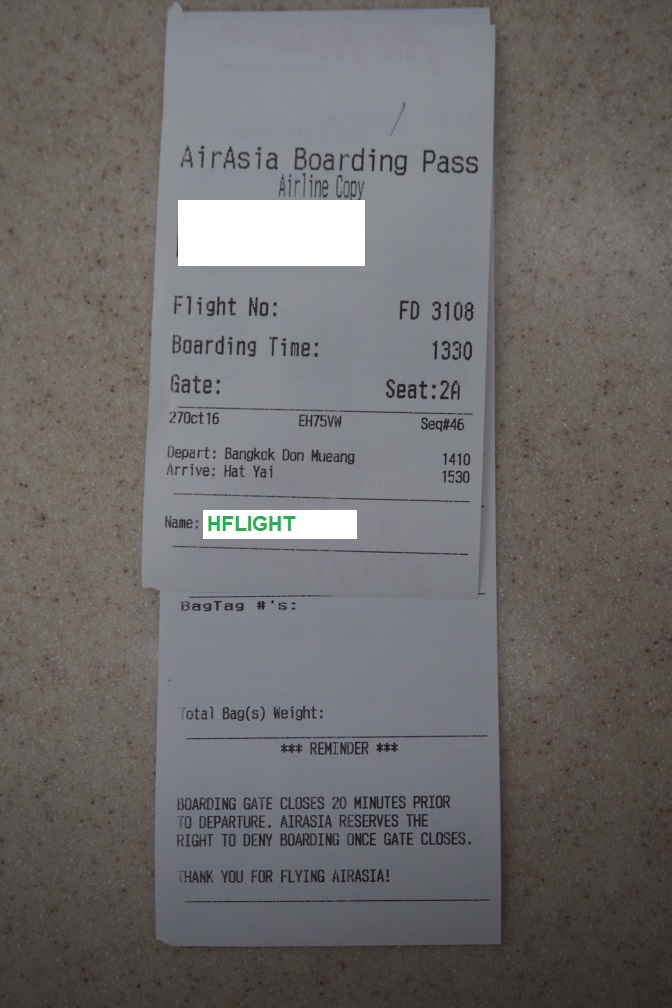 AirAsia Boarding Pass
Airline Copy
Flight No: FD 3108
Boarding Time: 1330
Gate: Seat:2A
27Oct16 EH75VW Seq#46
Depart: Bangkok Don Mueang 1410
Arrive: Hat Yai 1530
Name: HFLIGHT
BagTag #'s:
Total Bag(s) Weight:
*** REMINDER ***
BOARDING GATE CLOSES 20 MINUTES PRIOR
TO DEPARTURE. AIRASIA RESERVES THE
RIGHT TO DENY BOARDING ONCE GATE CLOSES.
THANK YOU FOR FLYING AIRASIA!